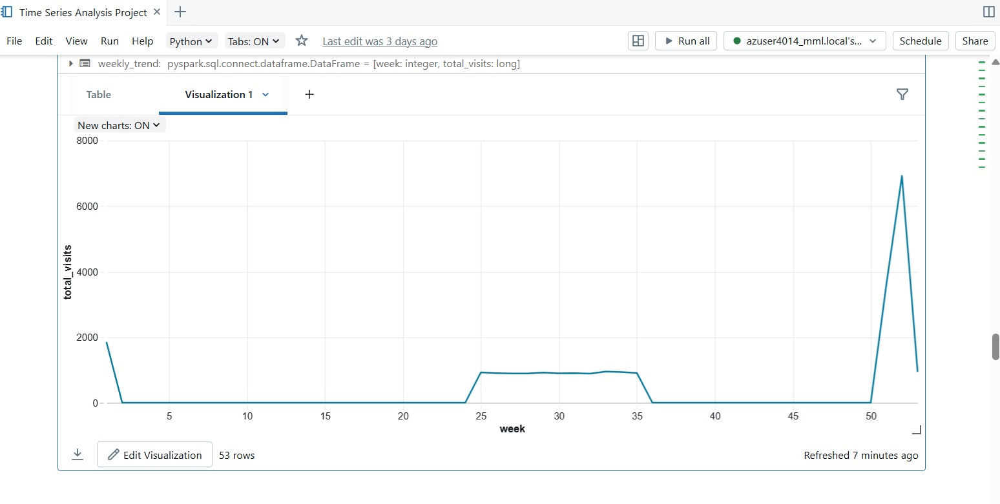 Time Series Analysis Project
File Edit View Run Help Python Tabs: ON Last edit was 3 days ago Run all azuser4014_mml.local's... Schedule Share
weekly_trend: pyspark.sql.connect.dataframe.DataFrame = [week: integer, total_visits: long]
Table Visualization 1
New charts: ON
8000
6000
4000
2000
0
total_visits
5 10 15 20 25 30 35 40 45 50
week
Edit Visualization 53 rows Refreshed 7 minutes ago